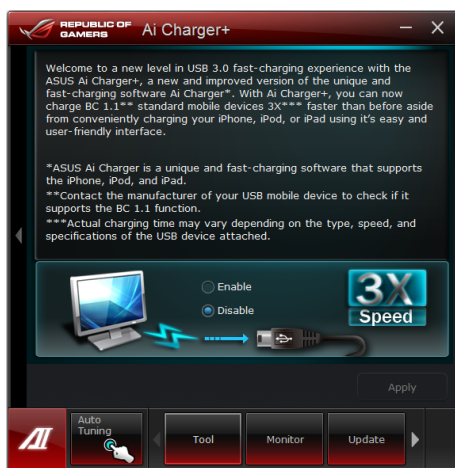 REPUBLIC OF
GAMERS
Ai Charger+
Welcome to a new level in USB 3.0 fast-charging experience with the
ASUS Ai Charger+, a new and improved version of the unique and
fast-charging software Ai Charger*. With Ai Charger+, you can now
charge BC 1.1** standard mobile devices 3X*** faster than before aside
from conveniently charging your iPhone, iPod, or iPad using it's easy and
user-friendly interface.
*ASUS Ai Charger is a unique and fast-charging software that supports
the iPhone, iPod, and iPad.
**Contact the manufacturer of your USB mobile device to check if it
supports the BC 1.1 function.
***Actual charging time may vary depending on the type, speed, and
specifications of the USB device attached.
Enable
Disable
3X
Speed
Apply
AI
Auto
Tuning
Tool
Monitor
Update